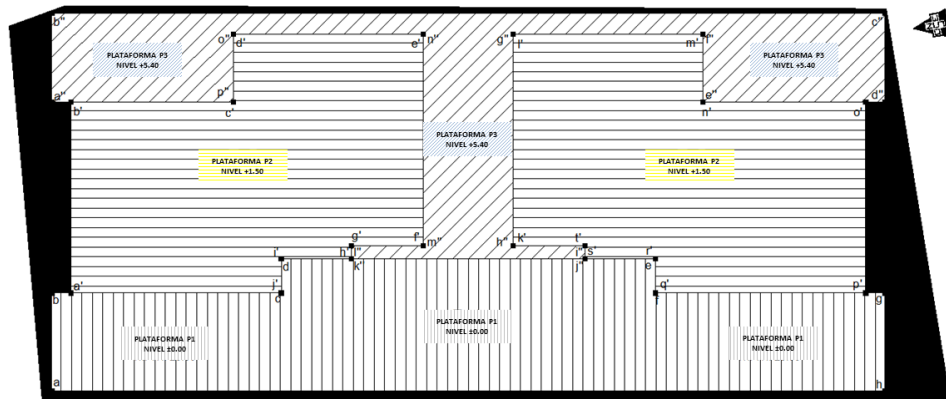 b" c"
o" d' e' n" g" l' m' f"
PLATAFORMA P3
NIVEL +5.40
PLATAFORMA P3
NIVEL +5.40
a" b' p" c' e" n' d" o'
PLATAFORMA P3
NIVEL +5.40
PLATAFORMA P2
NIVEL +1.50
PLATAFORMA P2
NIVEL +1.50
g' f' m" h" k' t'
i' h' l" i" s' r'
d k' j" e
a' j' q' p'
b c f g
PLATAFORMA P1
NIVEL ±0.00
PLATAFORMA P1
NIVEL ±0.00
PLATAFORMA P1
NIVEL ±0.00
a h